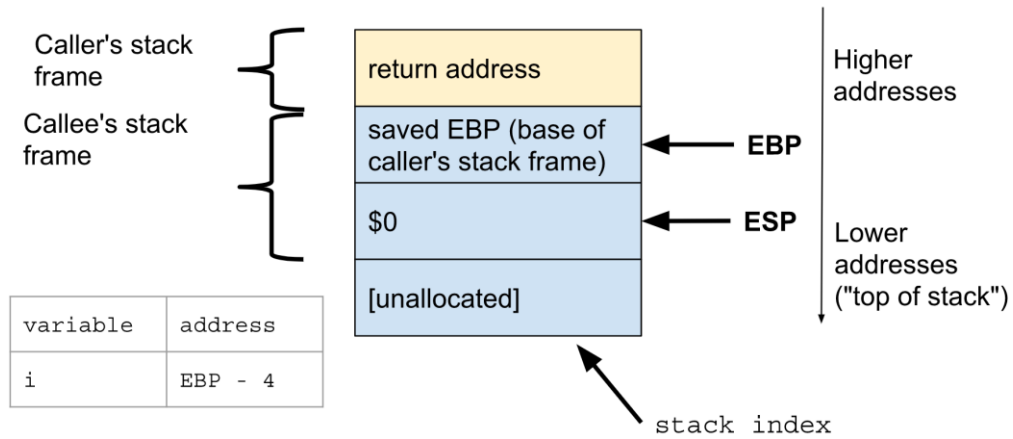 Caller's stack
frame
Callee's stack
frame
return address
saved EBP (base of
caller's stack frame)
$0
[unallocated]
EBP
ESP
Higher
addresses
Lower
addresses
("top of stack")
variable address
i EBP - 4
stack index